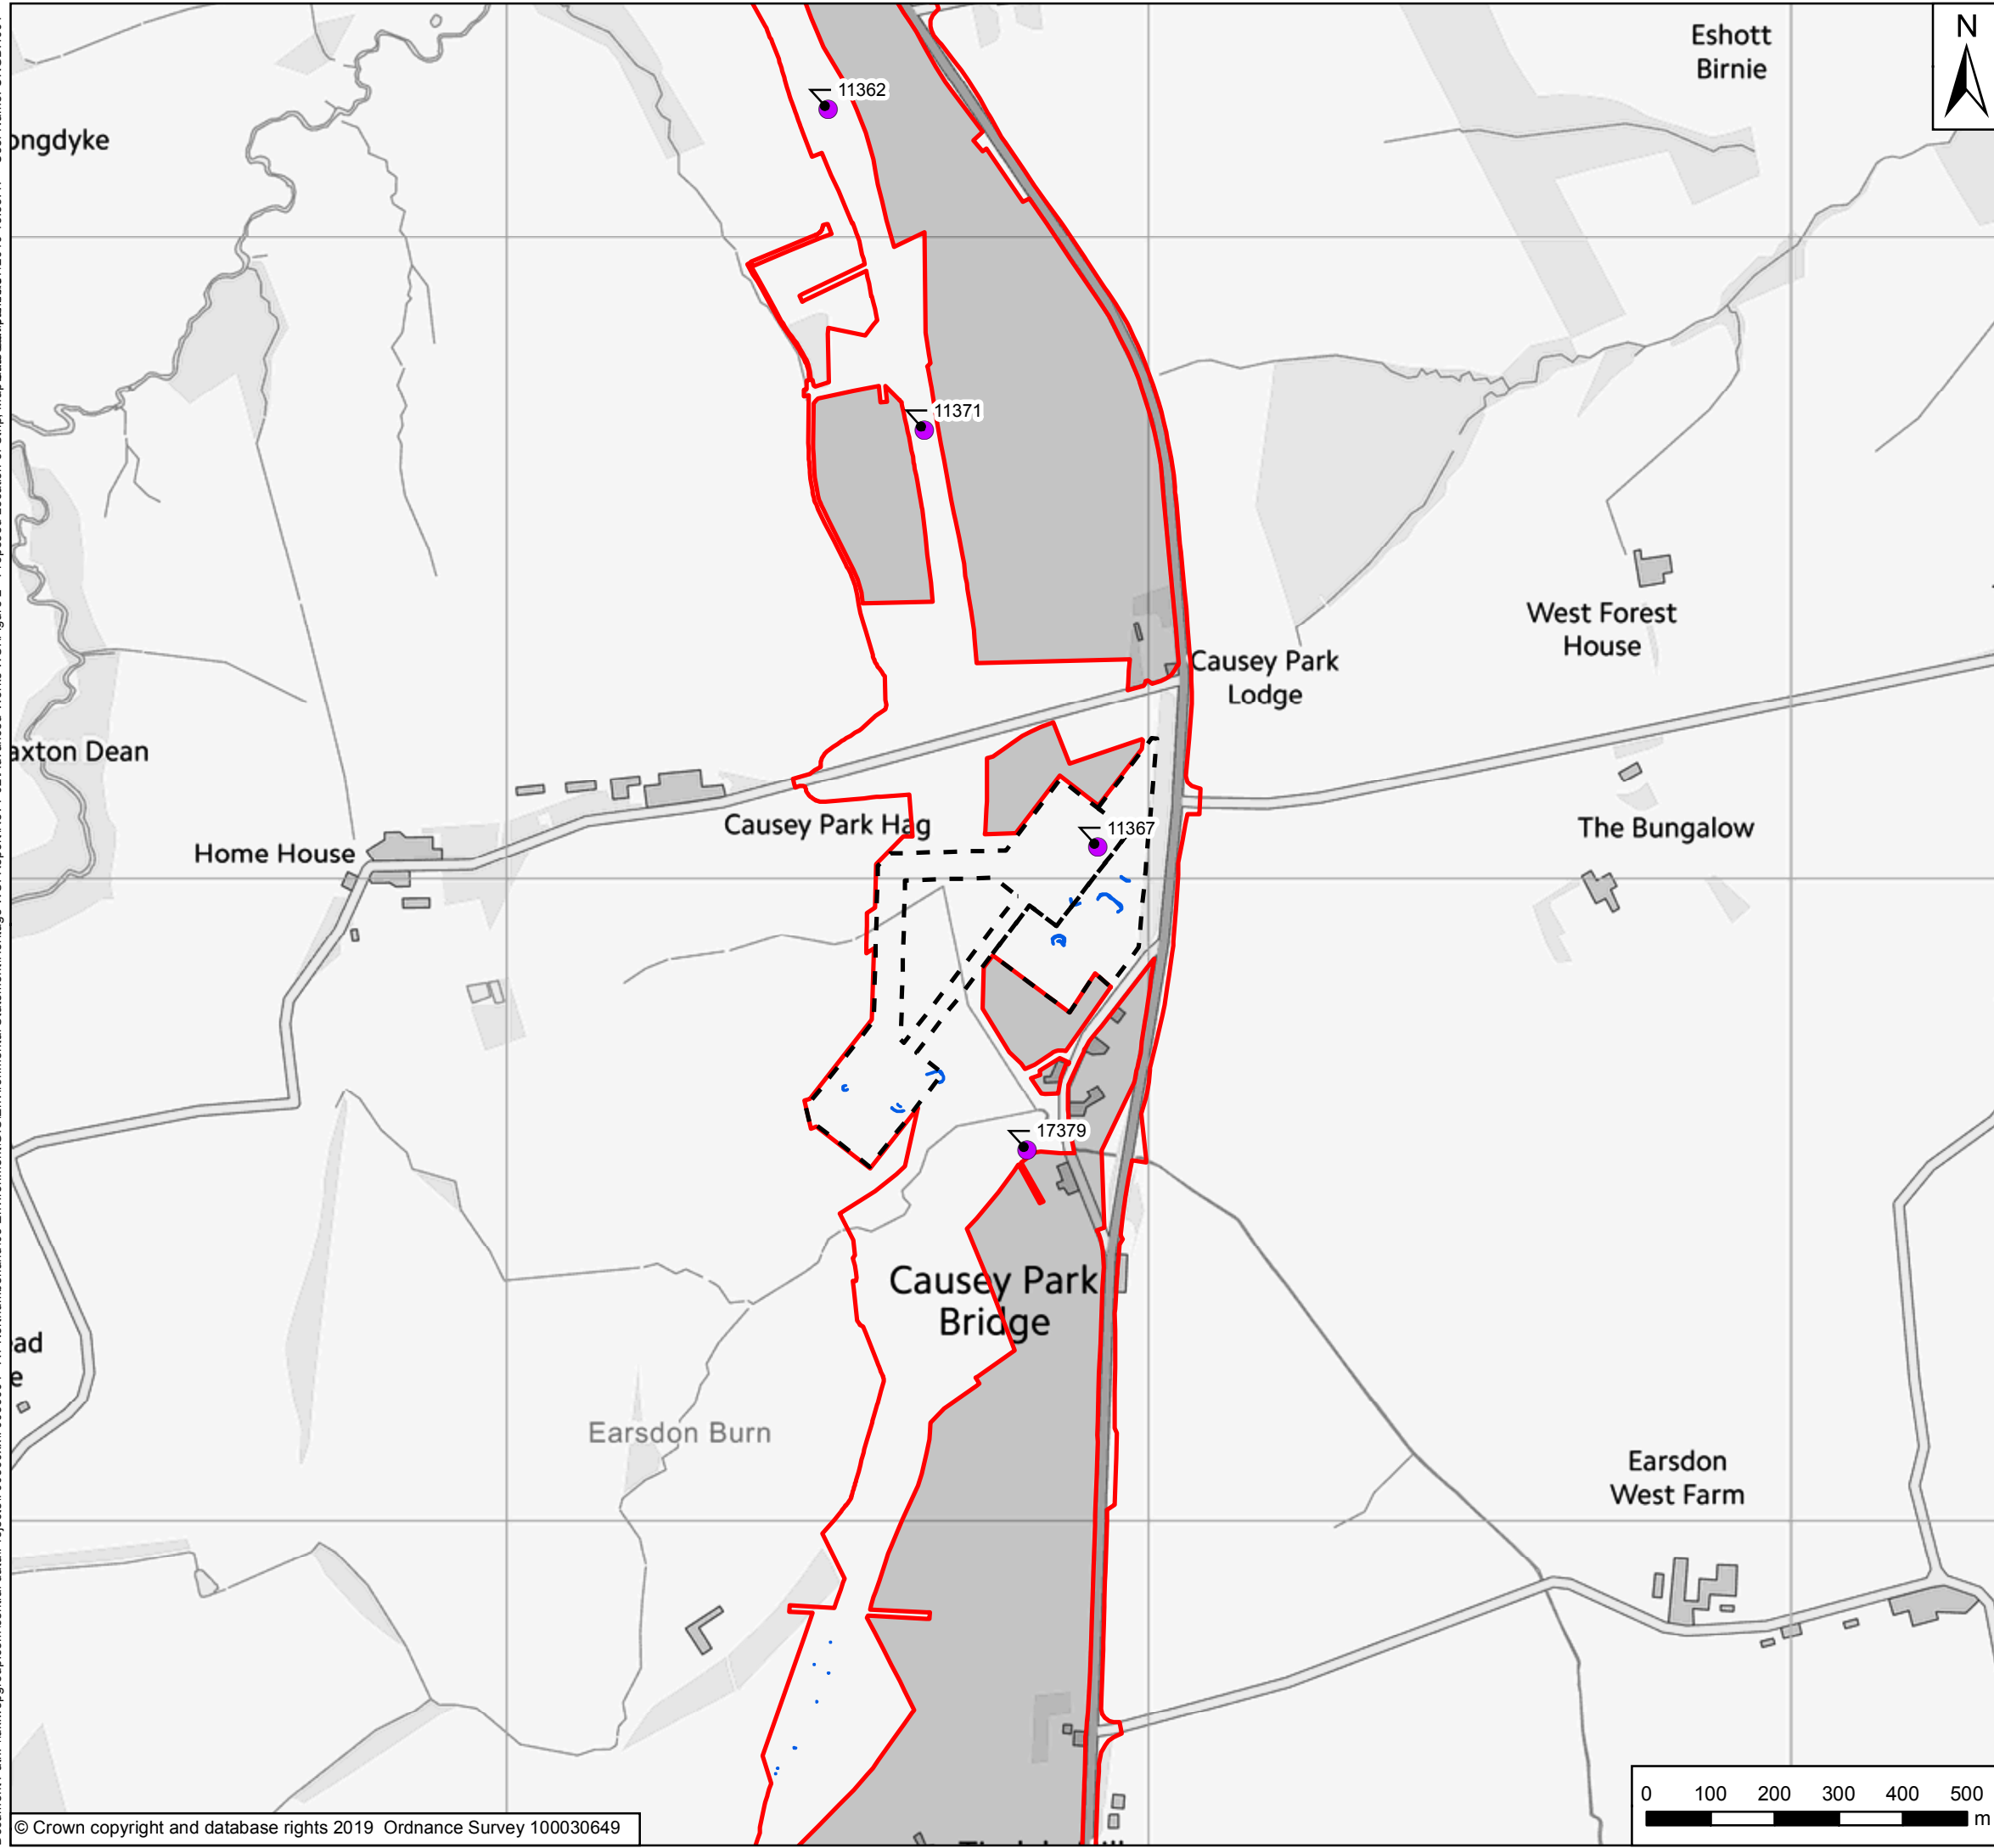 Eshott
Birnie
N
11362
ongdyke
11371
West Forest
House
Causey Park
Lodge
axton Dean
Causey Park Hag
11367
The Bungalow
Home House
17379
Causey Park
Bridge
ad
e
Earsdon Burn
Earsdon
West Farm
0 100 200 300 400 500
m
© Crown copyright and database rights 2019 Ordnance Survey 100030649